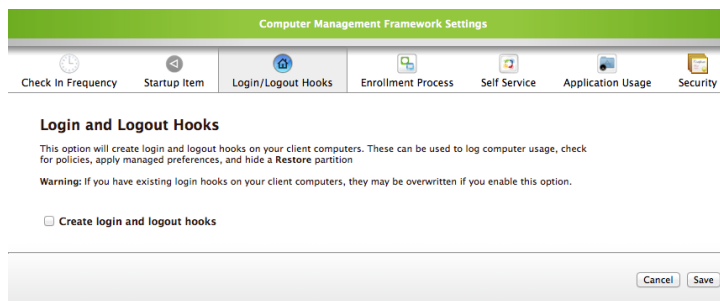 Computer Management Framework Settings
Check In Frequency
Startup Item
Login/Logout Hooks
Enrollment Process
Self Service
Application Usage
Security
Login and Logout Hooks
This option will create login and logout hooks on your client computers. These can be used to log computer usage, check
for policies, apply managed preferences, and hide a Restore partition
Warning: If you have existing login hooks on your client computers, they may be overwritten if you enable this option.
Create login and logout hooks
Cancel
Save